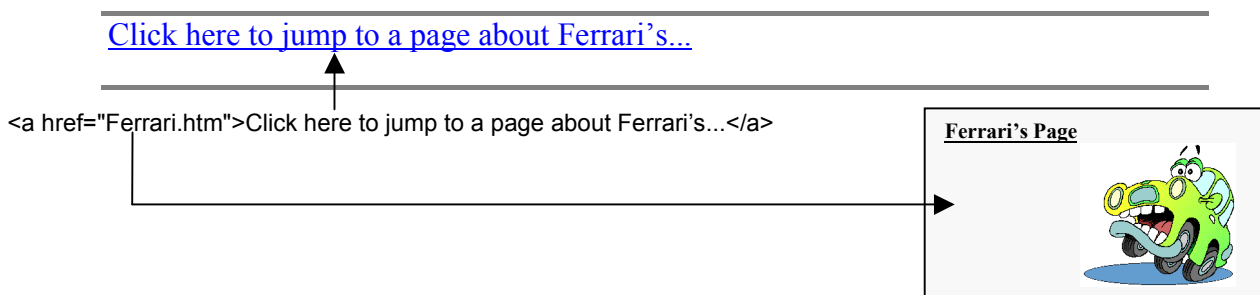 Click here to jump to a page about Ferrari’s...
<a href="Ferrari.htm">Click here to jump to a page about Ferrari’s...</a>
Ferrari’s Page